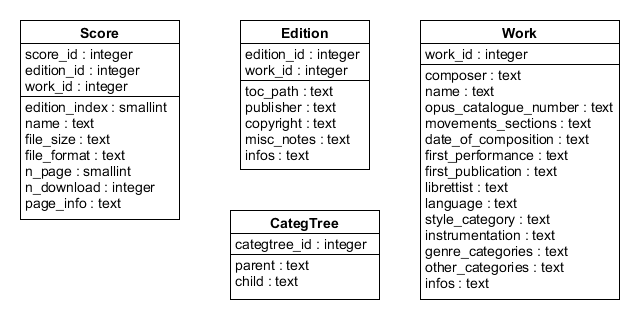 Score
score_id : integer
edition_id : integer
work_id : integer
edition_index : smallint
name : text
file_size : text
file_format : text
n_page : smallint
n_download : integer
page_info : text
Edition
edition_id : integer
work_id : integer
toc_path : text
publisher : text
copyright : text
misc_notes : text
infos : text
CategTree
categtree_id : integer
parent : text
child : text
Work
work_id : integer
composer : text
name : text
opus_catalogue_number : text
movements_sections : text
date_of_composition : text
first_performance : text
first_publication : text
librettist : text
language : text
style_category : text
instrumentation : text
genre_categories : text
other_categories : text
infos : text